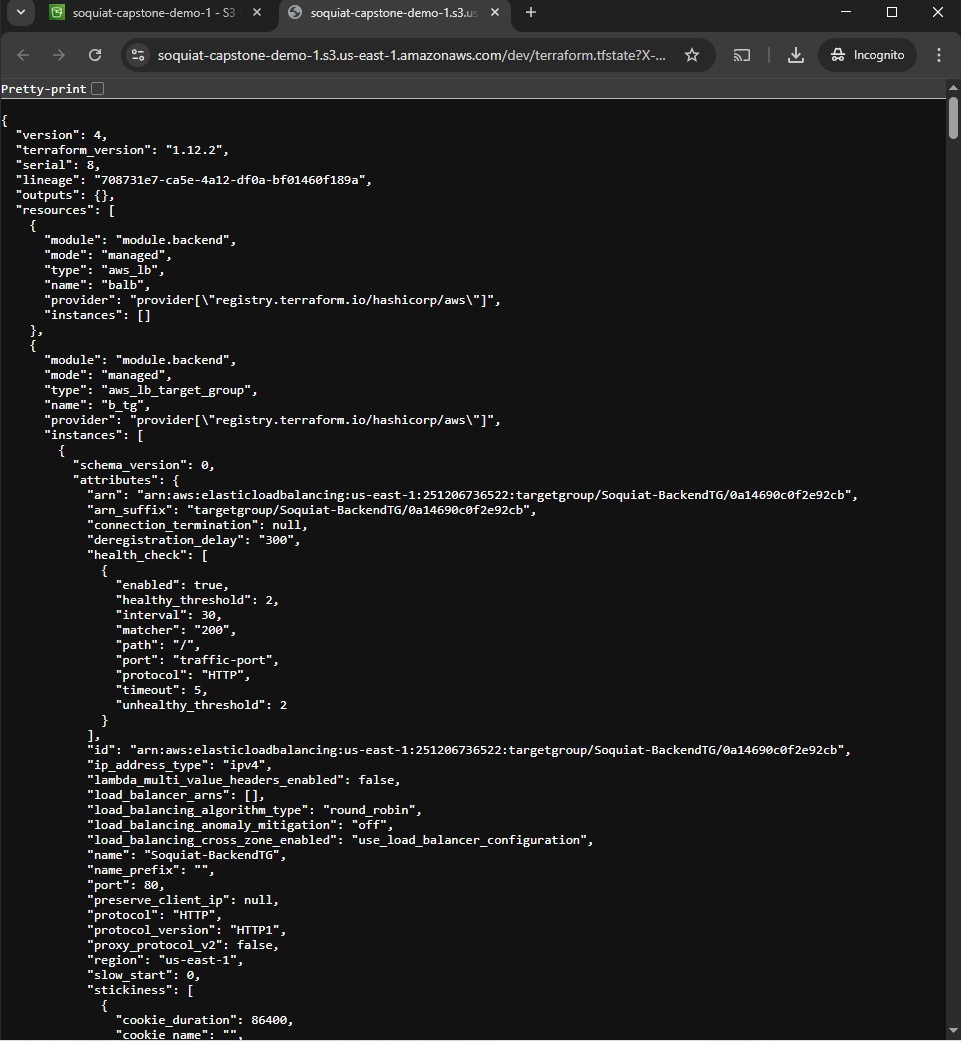 soquiat-capstone-demo-1 - S3
soquiat-capstone-demo-1.s3.us
soquiat-capstone-demo-1.s3.us-east-1.amazonaws.com/dev/terraform.tfstate?X-...
Incognito
Pretty-print
{
"version": 4,
"terraform_version": "1.12.2",
"serial": 8,
"lineage": "708731e7-ca5e-4a12-df0a-bf01460f189a",
"outputs": {},
"resources": [
{
"module": "module.backend",
"mode": "managed",
"type": "aws_lb",
"name": "balb",
"provider": "provider[\"registry.terraform.io/hashicorp/aws\"]",
"instances": []
},
{
"module": "module.backend",
"mode": "managed",
"type": "aws_lb_target_group",
"name": "b_tg",
"provider": "provider[\"registry.terraform.io/hashicorp/aws\"]",
"instances": [
{
"schema_version": 0,
"attributes": {
"arn": "arn:aws:elasticloadbalancing:us-east-1:251206736522:targetgroup/Soquiat-BackendTG/0a14690c0f2e92cb",
"arn_suffix": "targetgroup/Soquiat-BackendTG/0a14690c0f2e92cb",
"connection_termination": null,
"deregistration_delay": "300",
"health_check": [
{
"enabled": true,
"healthy_threshold": 2,
"interval": 30,
"matcher": "200",
"path": "/",
"port": "traffic-port",
"protocol": "HTTP",
"timeout": 5,
"unhealthy_threshold": 2
}
],
"id": "arn:aws:elasticloadbalancing:us-east-1:251206736522:targetgroup/Soquiat-BackendTG/0a14690c0f2e92cb",
"ip_address_type": "ipv4",
"lambda_multi_value_headers_enabled": false,
"load_balancer_arns": [],
"load_balancing_algorithm_type": "round_robin",
"load_balancing_anomaly_mitigation": "off",
"load_balancing_cross_zone_enabled": "use_load_balancer_configuration",
"name": "Soquiat-BackendTG",
"name_prefix": "",
"port": 80,
"preserve_client_ip": null,
"protocol": "HTTP",
"protocol_version": "HTTP1",
"proxy_protocol_v2": false,
"region": "us-east-1",
"slow_start": 0,
"stickiness": [
{
"cookie_duration": 86400,
"cookie_name": "",